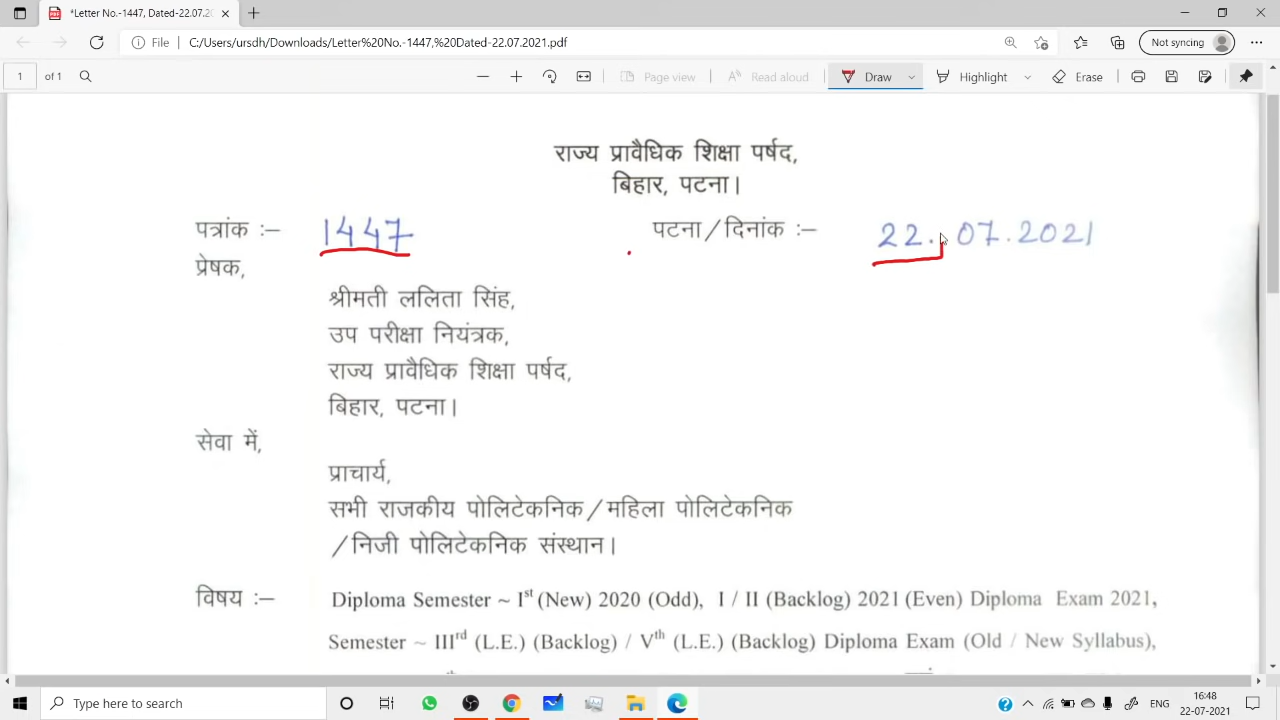 *Letter No.-1447, Dated-22.07.20
File C:/Users/ursdh/Downloads/Letter%20No.-1447,%20Dated-22.07.2021.pdf Not syncing
1 of 1 Page view Read aloud Draw Highlight Erase
राज्य प्रावैधिक शिक्षा पर्षद,
बिहार, पटना।
पत्रांक :– 1447 पटना/दिनांक :– 22.07.2021
प्रेषक,
श्रीमती ललिता सिंह,
उप परीक्षा नियंत्रक,
राज्य प्रावैधिक शिक्षा पर्षद,
बिहार, पटना।
सेवा में,
प्राचार्य,
सभी राजकीय पोलिटेकनिक/महिला पोलिटेकनिक
/निजी पोलिटेकनिक संस्थान।
विषय :– Diploma Semester ~ Ist (New) 2020 (Odd), I / II (Backlog) 2021 (Even) Diploma Exam 2021,
Semester ~ IIIrd (L.E.) (Backlog) / Vth (L.E.) (Backlog) Diploma Exam (Old / New Syllabus),
Type here to search ENG 16:48
22-07-2021